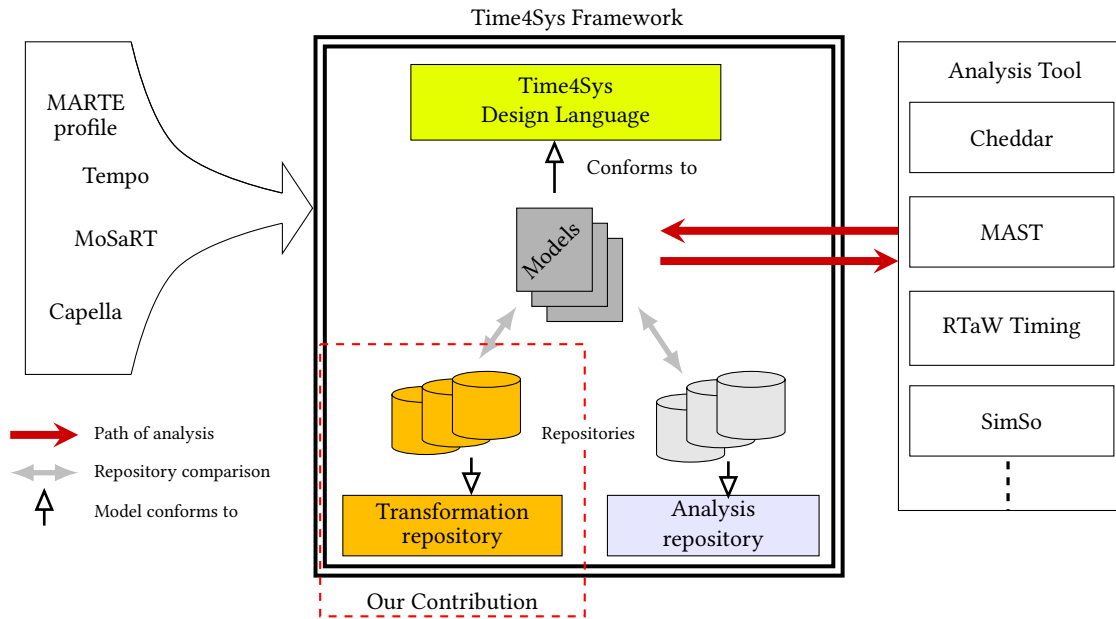 Time4Sys Framework
MARTE
profile
Tempo
MoSaRT
Capella
Time4Sys
Design Language
Conforms to
Models
Analysis Tool
Cheddar
MAST
RTaW Timing
SimSo
Path of analysis
Repository comparison
Model conforms to
Repositories
Transformation
repository
Analysis
repository
Our Contribution